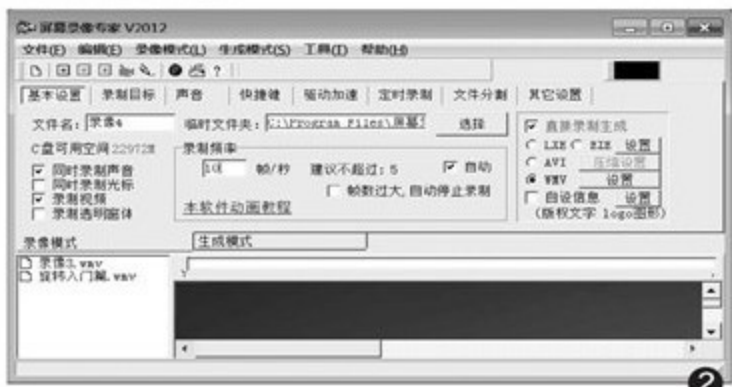 屏幕录像专家 V2012
文件(F) 编辑(E) 录像模式(L) 生成模式(S) 工具(I) 帮助(H)
基本设置 录制目标 声音 快捷键 驱动加速 定时录制 文件分割 其它设置
文件名: 录像4 临时文件夹: C:\Program Files\屏幕 选择
C盘可用空间22972M
同时录制声音
同时录制光标
录制视频
录制透明窗体
录制频率
10 帧/秒 建议不超过: 5 自动
帧数过大,自动停止录制
本软件动画教程
直接录制生成
LXE EXE 设置
AVI 压缩设置
WMV 设置
自设信息 设置
(版权文字 logo图形)
录像模式 生成模式
录像3.wmv
旋转入门篇.wmv
2